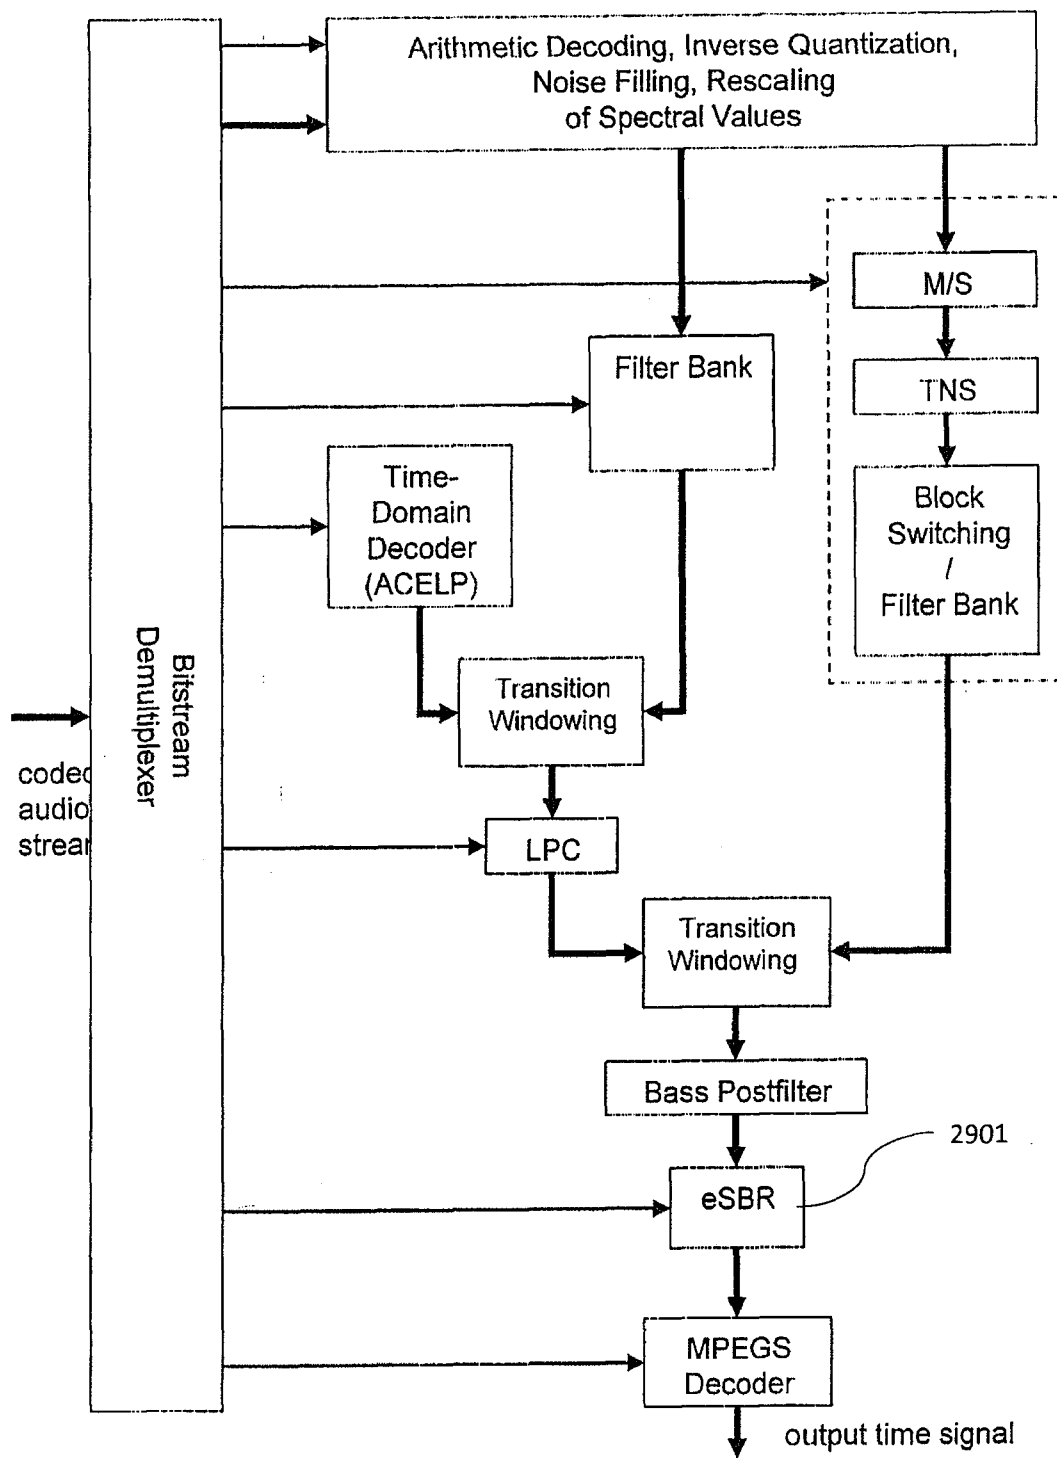 Arithmetic Decoding, Inverse Quantization,
Noise Filling, Rescaling
of Spectral Values
M/S
Filter Bank
TNS
Time-
Domain
Decoder
(ACELP)
Block
Switching
/
Filter Bank
Bitstream
Demultiplexer
Transition
Windowing
audio
LPC
Transition
Windowing
Bass Postfilter
2901
eSBR
MPEGS
Decoder
output time signal